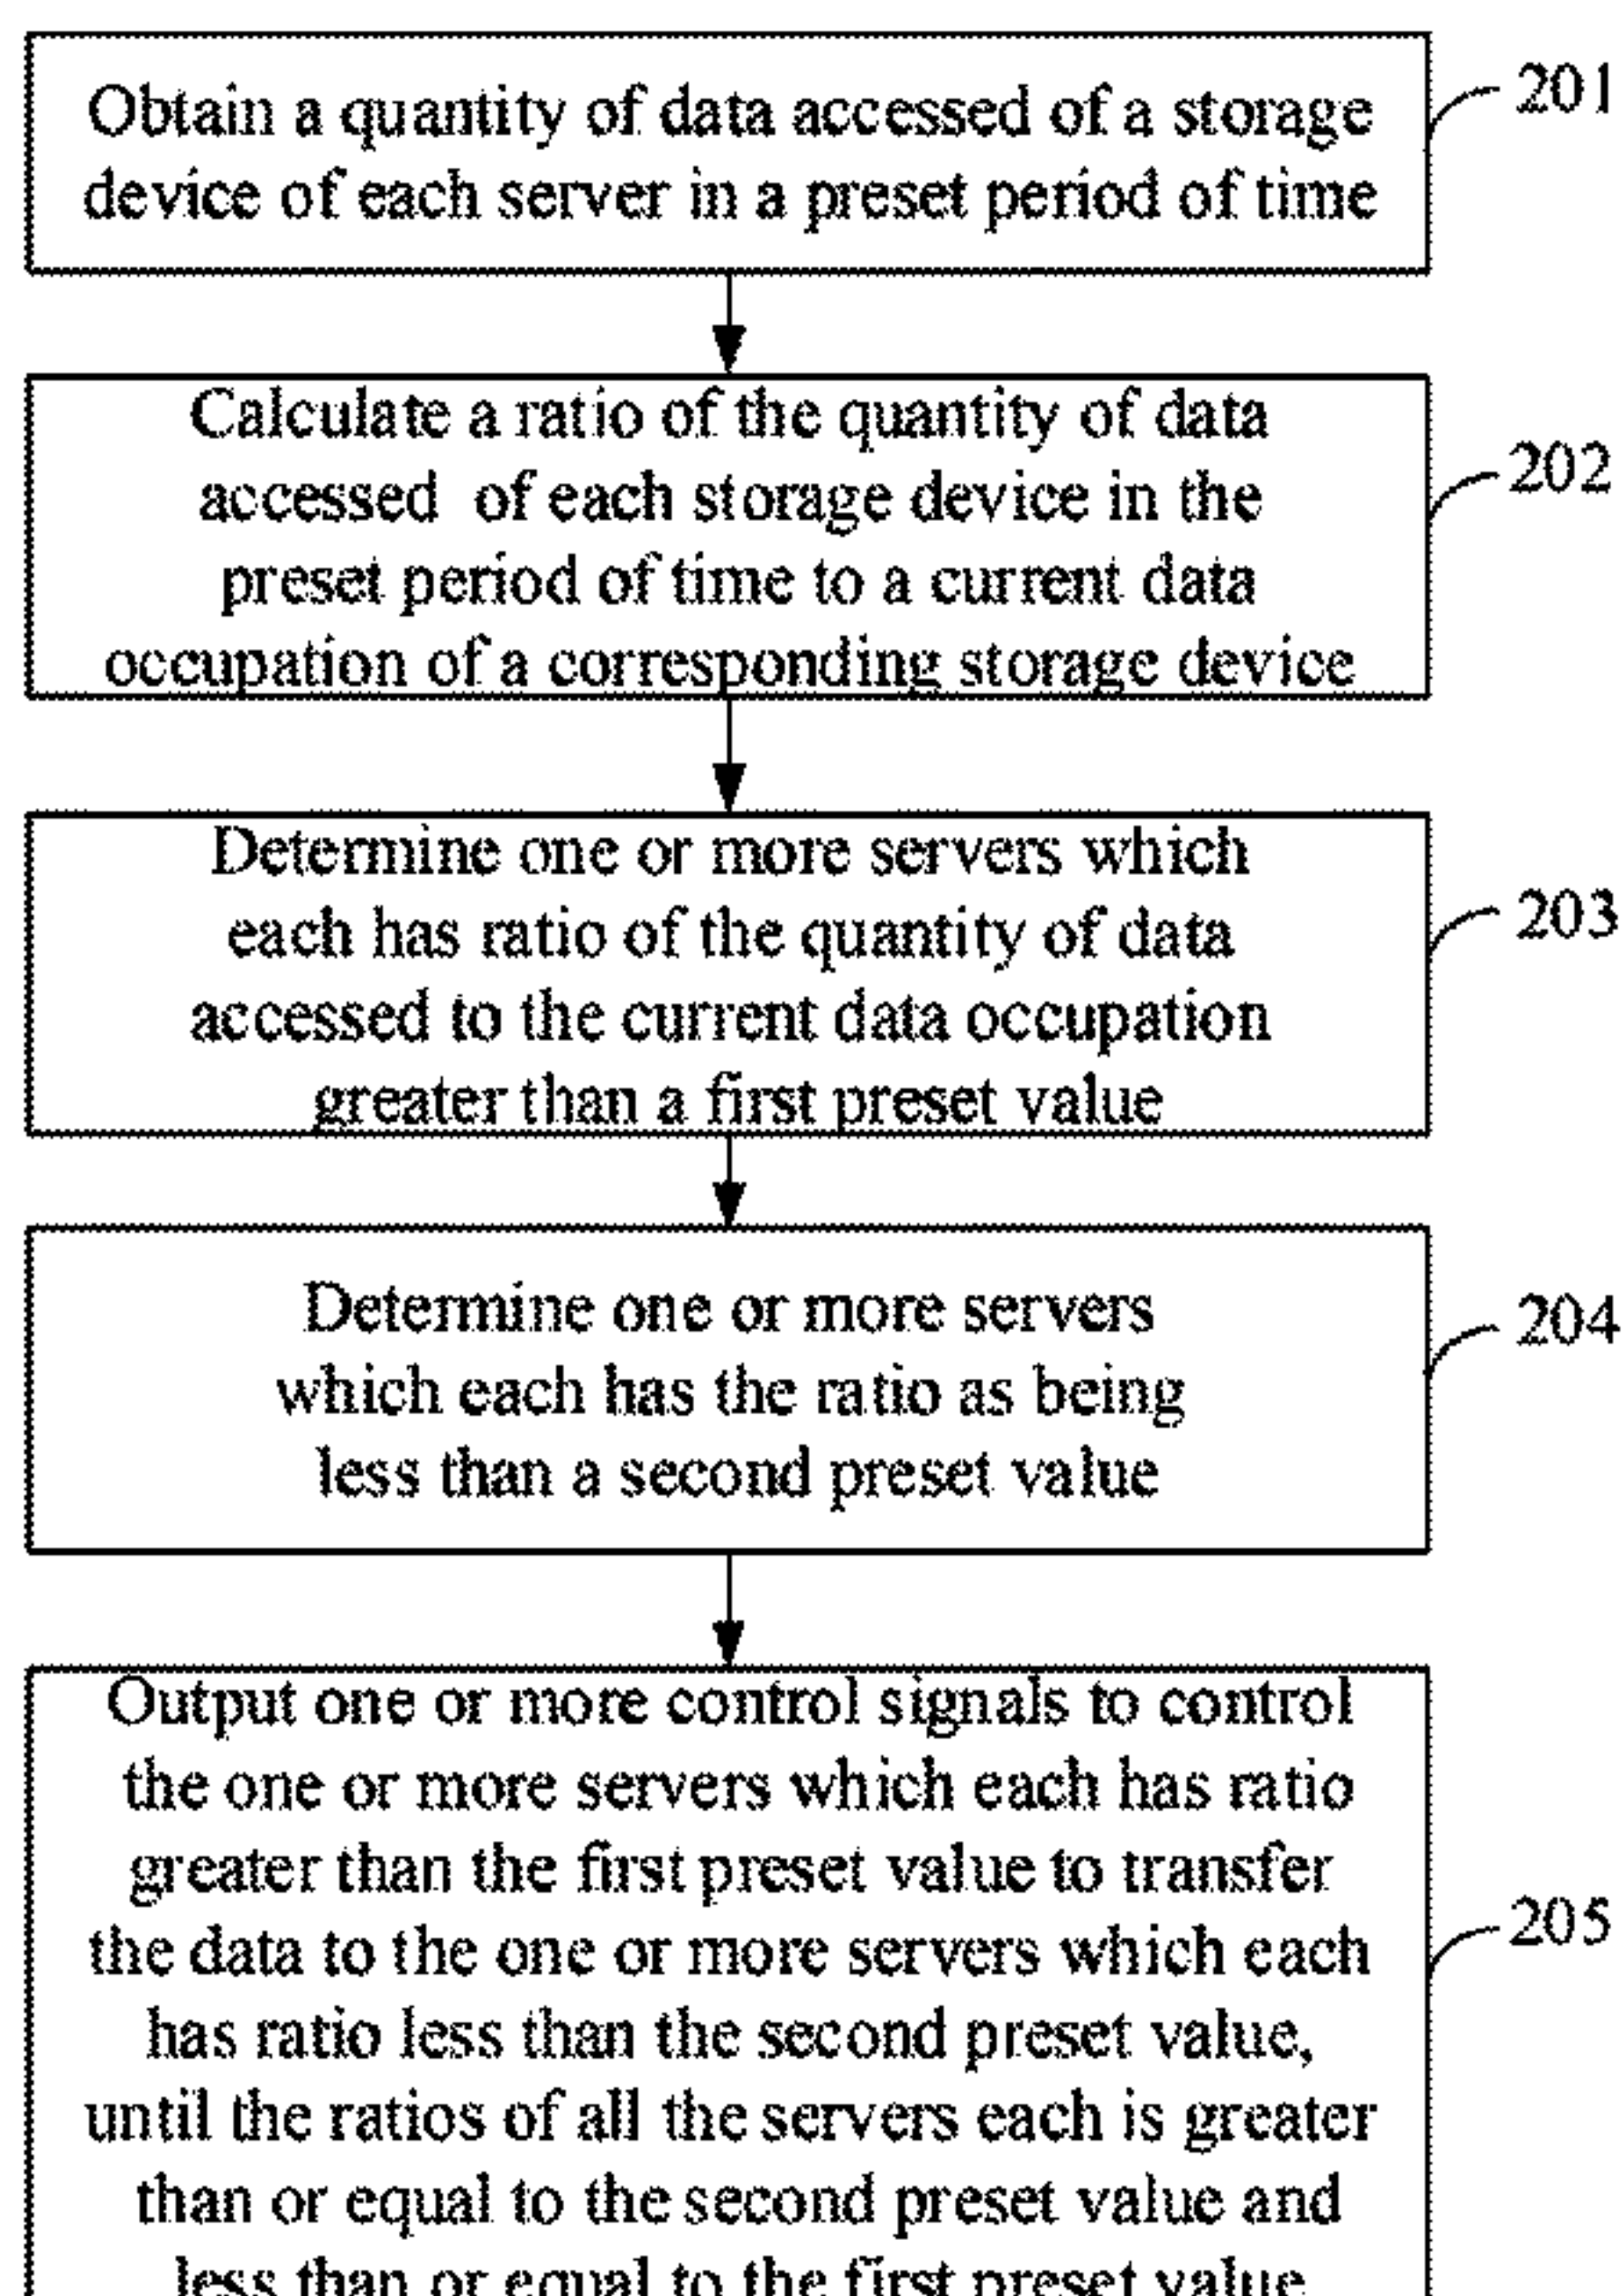 Obtain a quantity of data accessed of a storage
device of each server in a preset period of time
201
Calculate a ratio of the quantity of data
accessed of each storage device in the
preset period of time to a current data
occupation of a corresponding storage device
202
Determine one or more servers which
each has ratio of the quantity of data
accessed to the current data occupation
greater than a first preset value
203
Determine one or more servers
which each has the ratio as being
less than a second preset value
204
Output one or more control signals to control
the one or more servers which each has ratio
greater than the first preset value to transfer
the data to the one or more servers which each
has ratio less than the second preset value,
until the ratios of all the servers each is greater
than or equal to the second preset value and
less than or equal to the first preset value
205